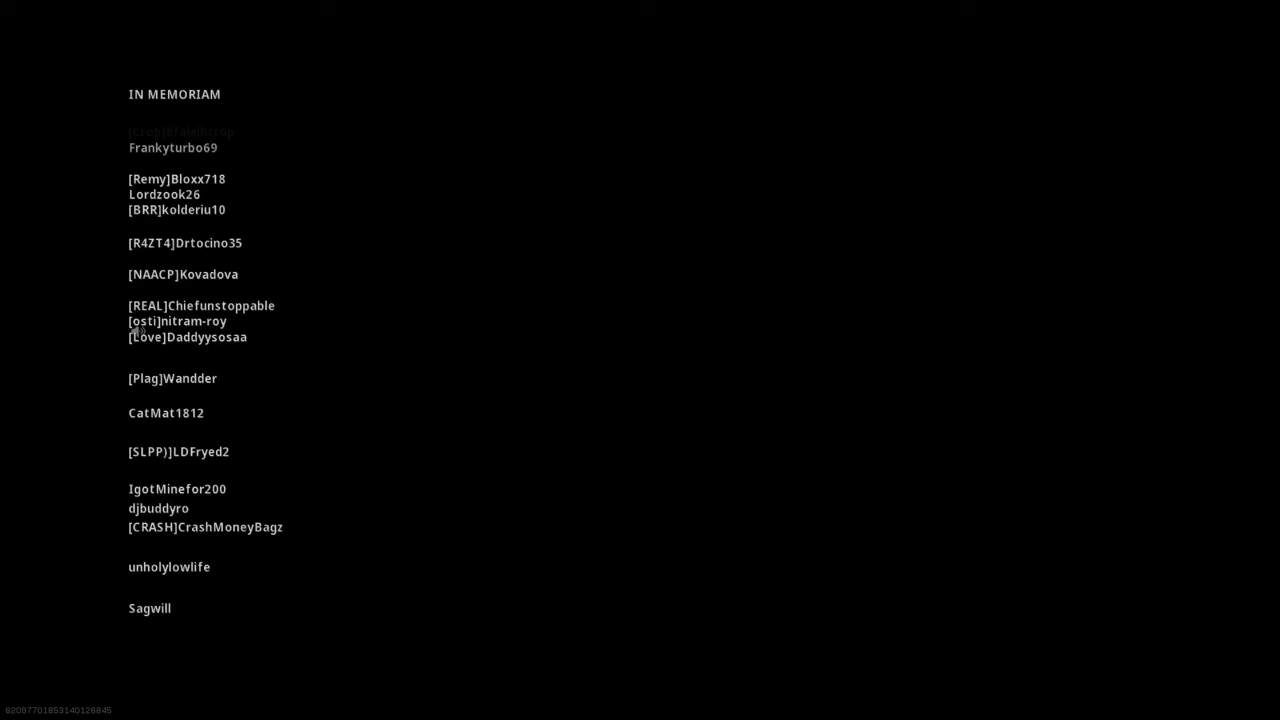 IN MEMORIAM
Frankyturbo69
[Remy]Bloxx718
Lordzook26
[BRR]kolderiu10
[R4ZT4]Drtocino35
[NAACP]Kovadova
[REAL]Chiefunstoppable
[osti]nitram-roy
[Love]Daddyysosaa
[Plag]Wandder
CatMat1812
[SLPP)]LDFryed2
IgotMinefor200
djbuddyro
[CRASH]CrashMoneyBagz
unholylowlife
Sagwill
82097701853140126845